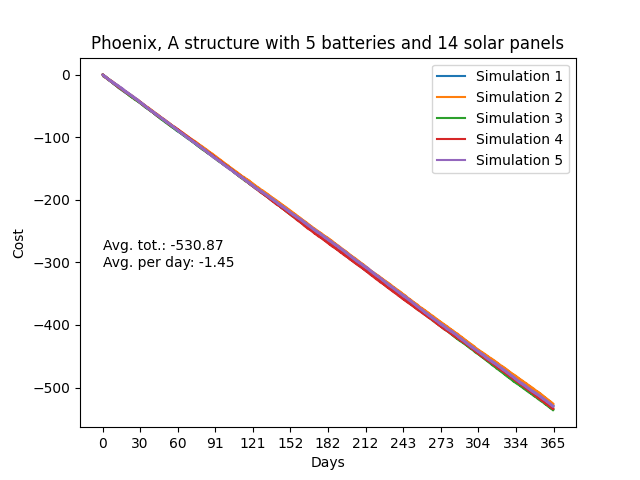 Phoenix, A structure with 5 batteries and 14 solar panels
Simulation 1
Simulation 2
Simulation 3
Simulation 4
Simulation 5
0
−100
−200
−300
−400
−500
Cost
Avg. tot.: -530.87
Avg. per day: -1.45
0 30 60 91 121 152 182 212 243 273 304 334 365
Days